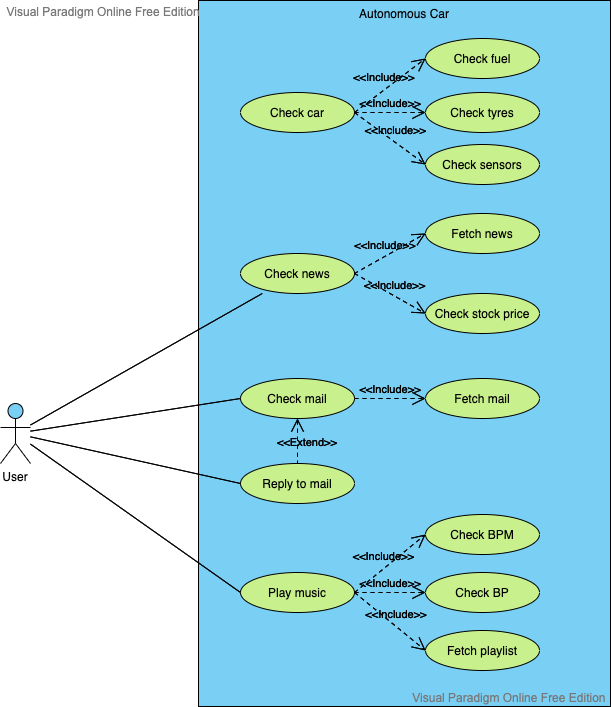 Visual Paradigm Online Free Edition
Autonomous Car
Check fuel
<<Include>>
Check car
<<Include>>
Check tyres
<<Include>>
Check sensors
Fetch news
<<Include>>
Check news
<<Include>>
Check stock price
Check mail
<<Include>>
Fetch mail
<<Extend>>
User
Reply to mail
Check BPM
<<Include>>
Play music
<<Include>>
Check BP
<<Include>>
Fetch playlist
Visual Paradigm Online Free Edition